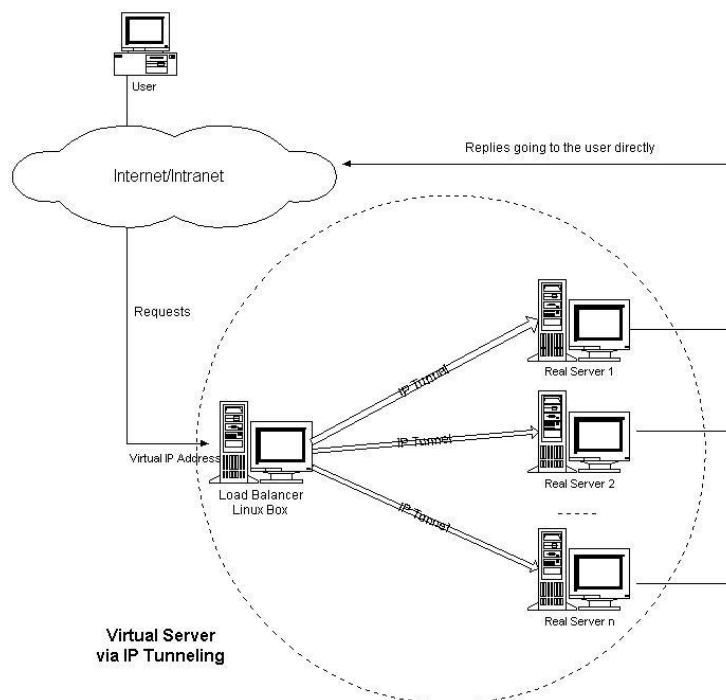 User
Internet/Intranet
Replies going to the user directly
Requests
Virtual IP Address
Load Balancer
Linux Box
IP Tunnel
IP Tunnel
IP Tunnel
Real Server 1
Real Server 2
Real Server n
Virtual Server
via IP Tunneling